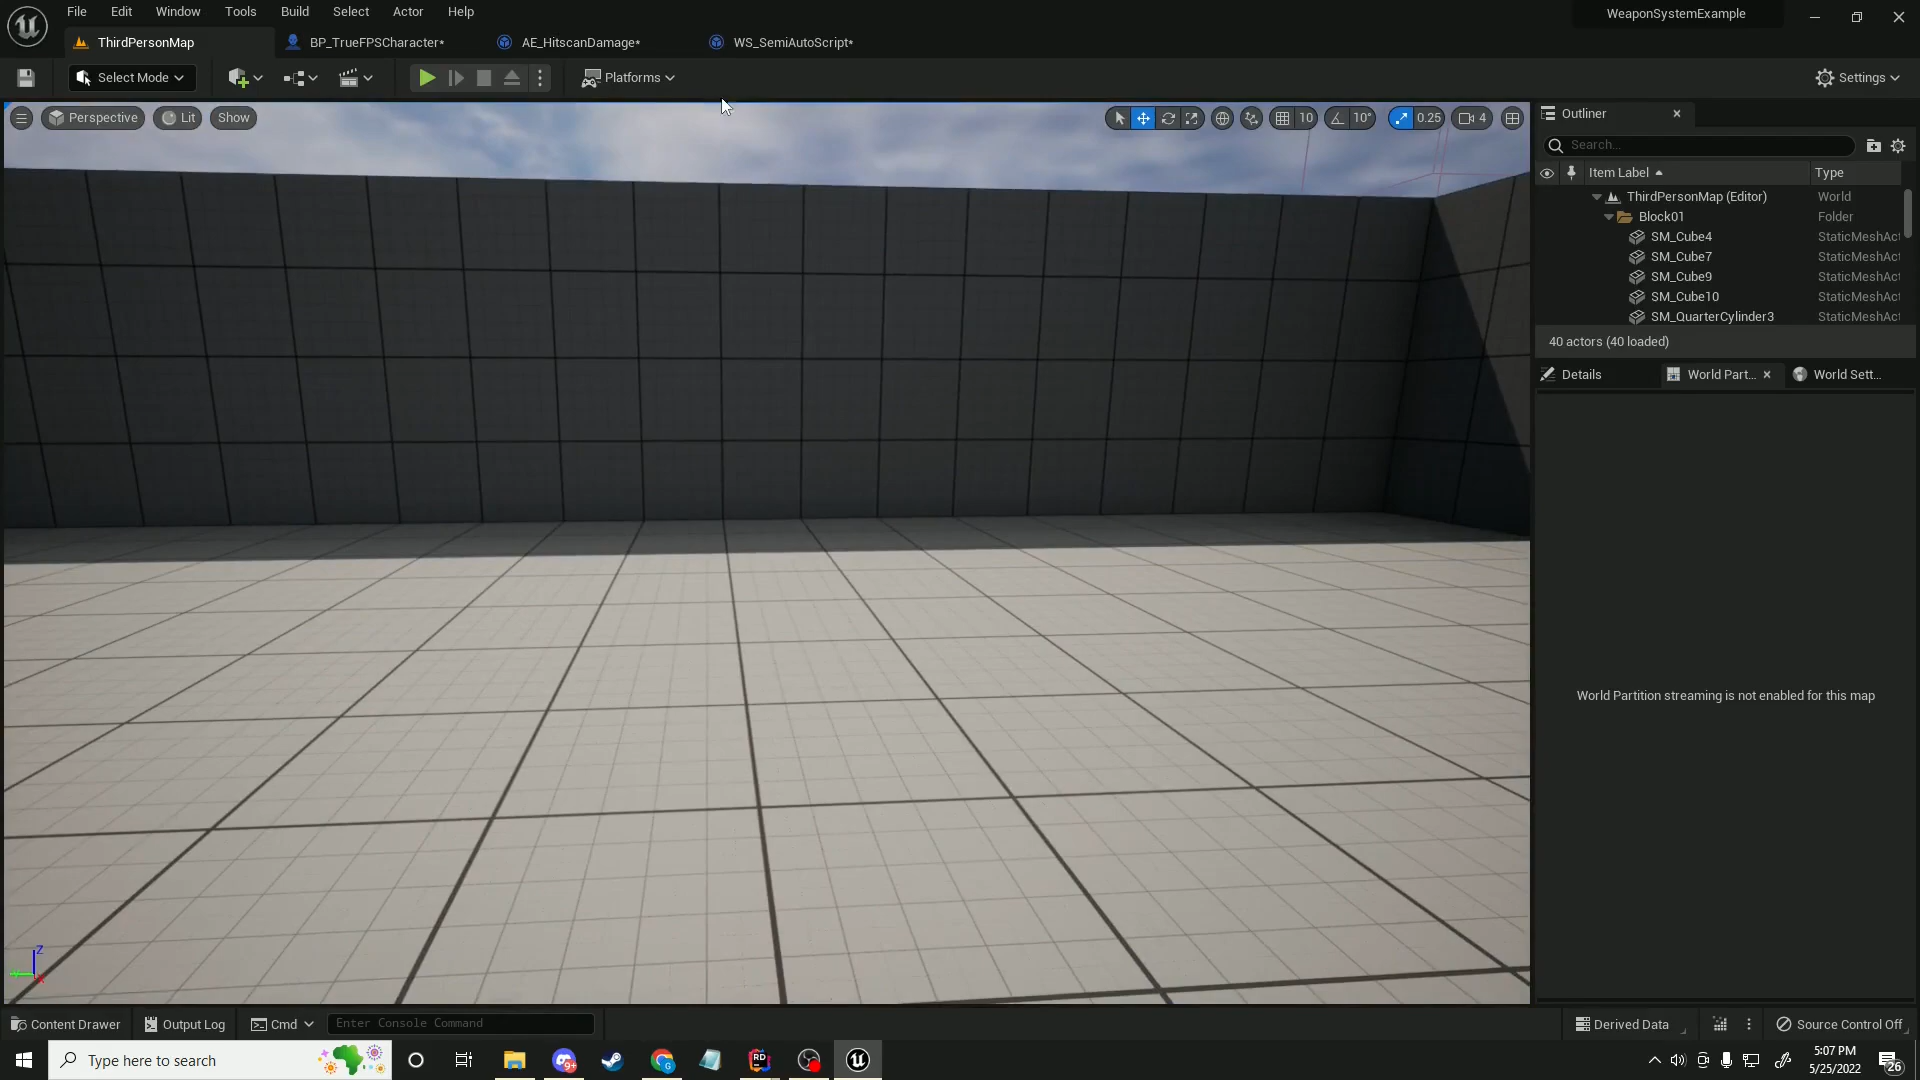 File Edit Window Tools Build Select Actor Help
WeaponSystemExample
ThirdPersonMap
BP_TrueFPSCharacter*
AE_HitscanDamage*
WS_SemiAutoScript*
Select Mode
Platforms
Settings
Perspective
Lit
Show
10
10°
0.25
4
Outliner
Search...
Item Label
Type
ThirdPersonMap (Editor) World
Block01 Folder
SM_Cube4 StaticMeshAct
SM_Cube7 StaticMeshAct
SM_Cube9 StaticMeshAct
SM_Cube10 StaticMeshAct
SM_QuarterCylinder3 StaticMeshAct
40 actors (40 loaded)
Details
World Part...
World Sett...
World Partition streaming is not enabled for this map
Z
Content Drawer
Output Log
Cmd
Enter Console Command
Derived Data
Source Control Off
Type here to search
9+
G
RD
5:07 PM
5/25/2022
26